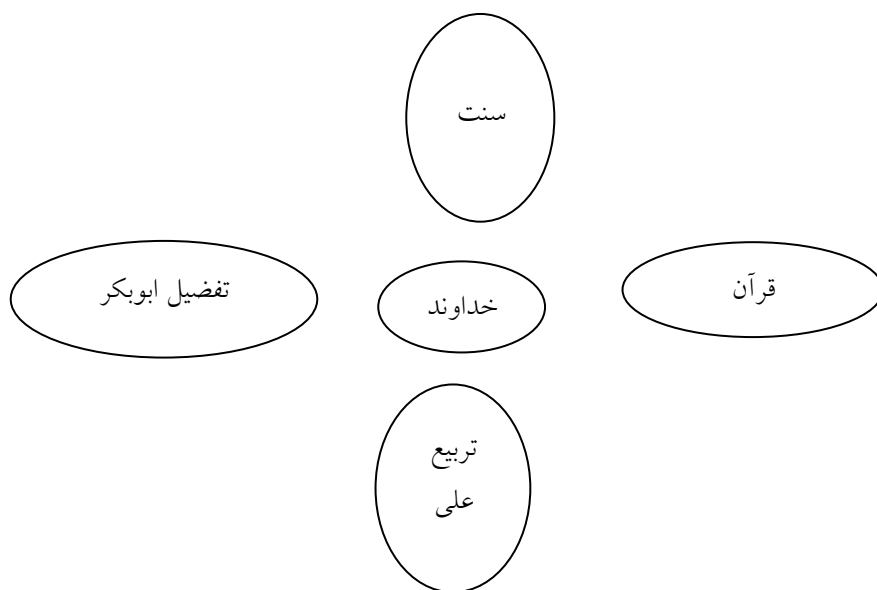 سنت
قرآن
خداوند
تفضیل ابوبکر
تربیع
علی